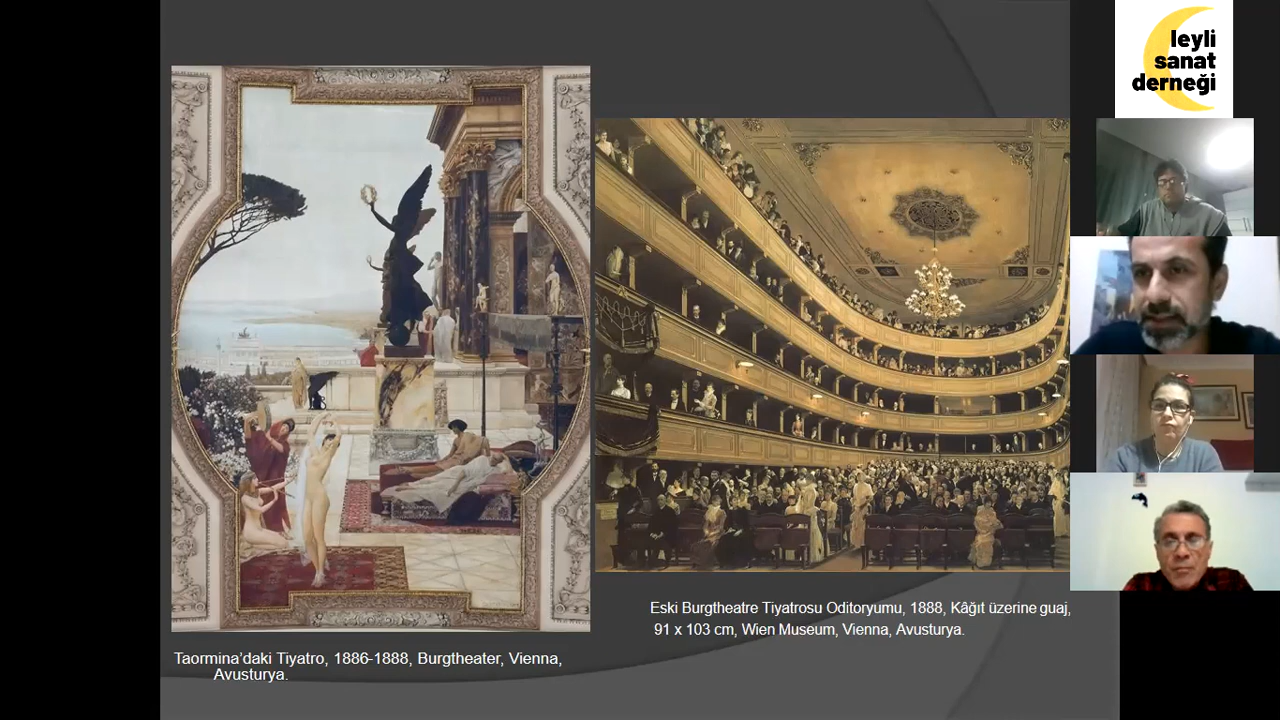 leyli
sanat
derneği
Eski Burgtheatre Tiyatrosu Oditoryumu, 1888, Kâğıt üzerine guaj,
91 x 103 cm, Wien Museum, Vienna, Avusturya.
Taormina’daki Tiyatro, 1886-1888, Burgtheater, Vienna,
Avusturya.